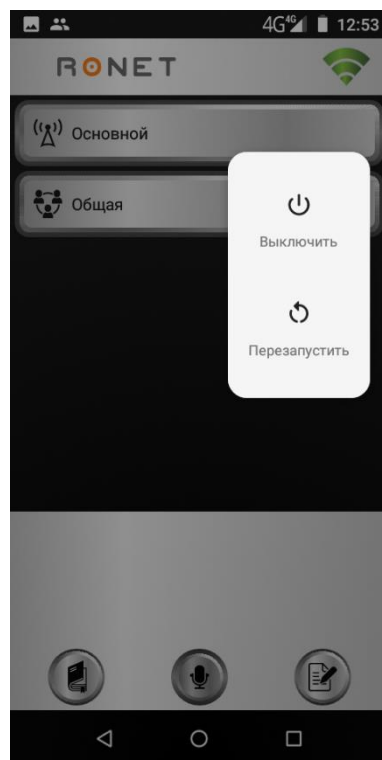 4G 4G 12:53
RONET
Основной
Общая
Выключить
Перезапустить